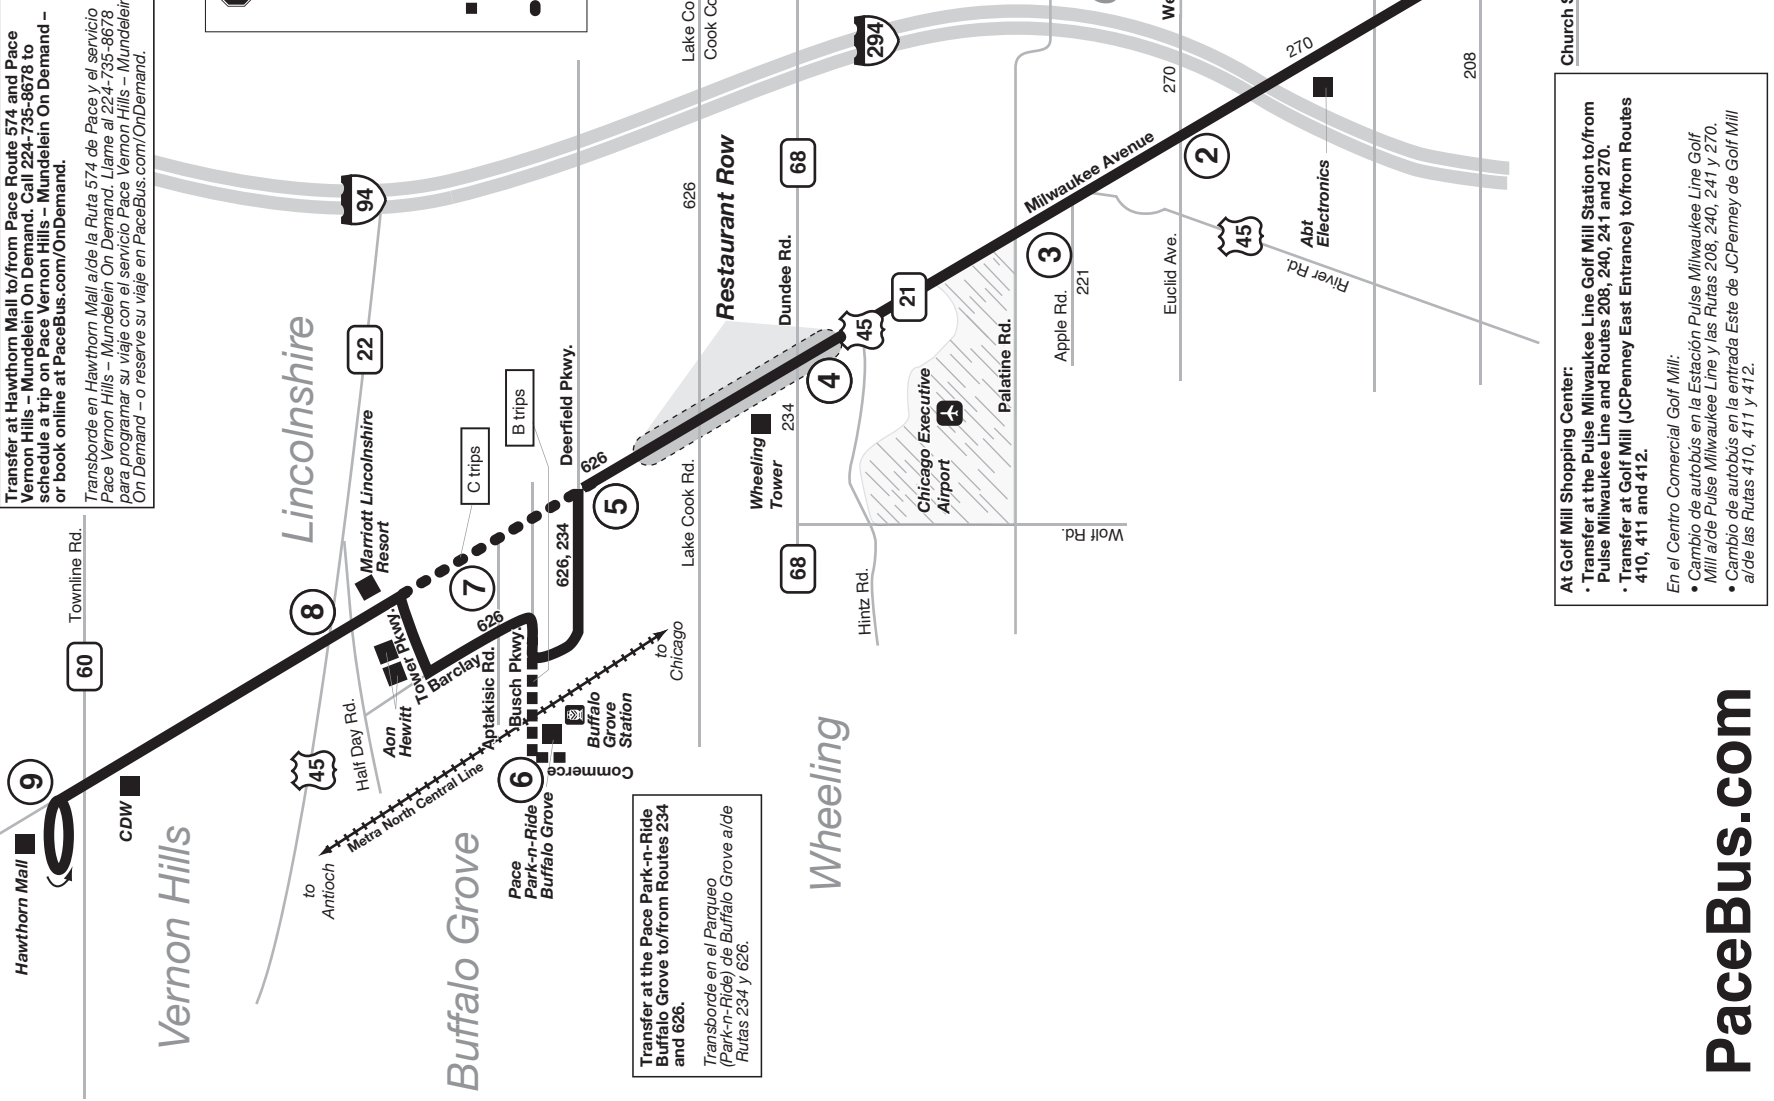 Transfer at Hawthorn Mall to/from Pace Route 574 and Pace
Vernon Hills – Mundelein On Demand. Call 224-735-8678 to
schedule a trip on Pace Vernon Hills – Mundelein On Demand –
or book online at PaceBus.com/OnDemand.
Transborde en Hawthorn Mall a/de la Ruta 574 de Pace y el servicio
Pace Vernon Hills – Mundelein On Demand. Llame al 224-735-8678
para programar su viaje con el servicio Pace Vernon Hills – Mundelein
On Demand – o reserve su viaje en PaceBus.com/OnDemand.
Hawthorn Mall
9
CDW
60
Townline Rd.
Vernon Hills
to
Antioch
45
8
22
94
Lincolnshire
Half Day Rd.
Marriott Lincolnshire
Resort
Aon
Hewitt
Tower Pkwy.
Barclay
626
Metra North Central Line
7
C trips
B trips
Buffalo Grove
Aptakisic Rd.
Busch Pkwy.
6
Pace
Park-n-Ride
Buffalo Grove
Commerce
Buffalo
Grove
Station
626, 234
Deerfield Pkwy.
626
5
to
Chicago
Transfer at the Pace Park-n-Ride
Buffalo Grove to/from Routes 234
and 626.
Transborde en el Parqueo
(Park-n-Ride) de Buffalo Grove a/de
Rutas 234 y 626.
Lake Cook Rd.
626
Lake Co
Cook Co
Restaurant Row
Wheeling
Tower
234
68
Dundee Rd.
68
4
Wheeling
45
21
294
Hintz Rd.
Chicago Executive
Airport
Palatine Rd.
Wolf Rd.
Milwaukee Avenue
3
Apple Rd.
221
Euclid Ave.
270
We
2
45
River Rd.
Abt
Electronics
270
208
Church S
At Golf Mill Shopping Center:
• Transfer at the Pulse Milwaukee Line Golf Mill Station to/from
Pulse Milwaukee Line and Routes 208, 240, 241 and 270.
• Transfer at Golf Mill (JCPenney East Entrance) to/from Routes
410, 411 and 412.
En el Centro Comercial Golf Mill:
• Cambio de autobús en la Estación Pulse Milwaukee Line Golf
Mill a/de Pulse Milwaukee Line y las Rutas 208, 240, 241 y 270.
• Cambio de autobús en la entrada Este de JCPenney de Golf Mill
a/de las Rutas 410, 411 y 412.
PaceBus.com